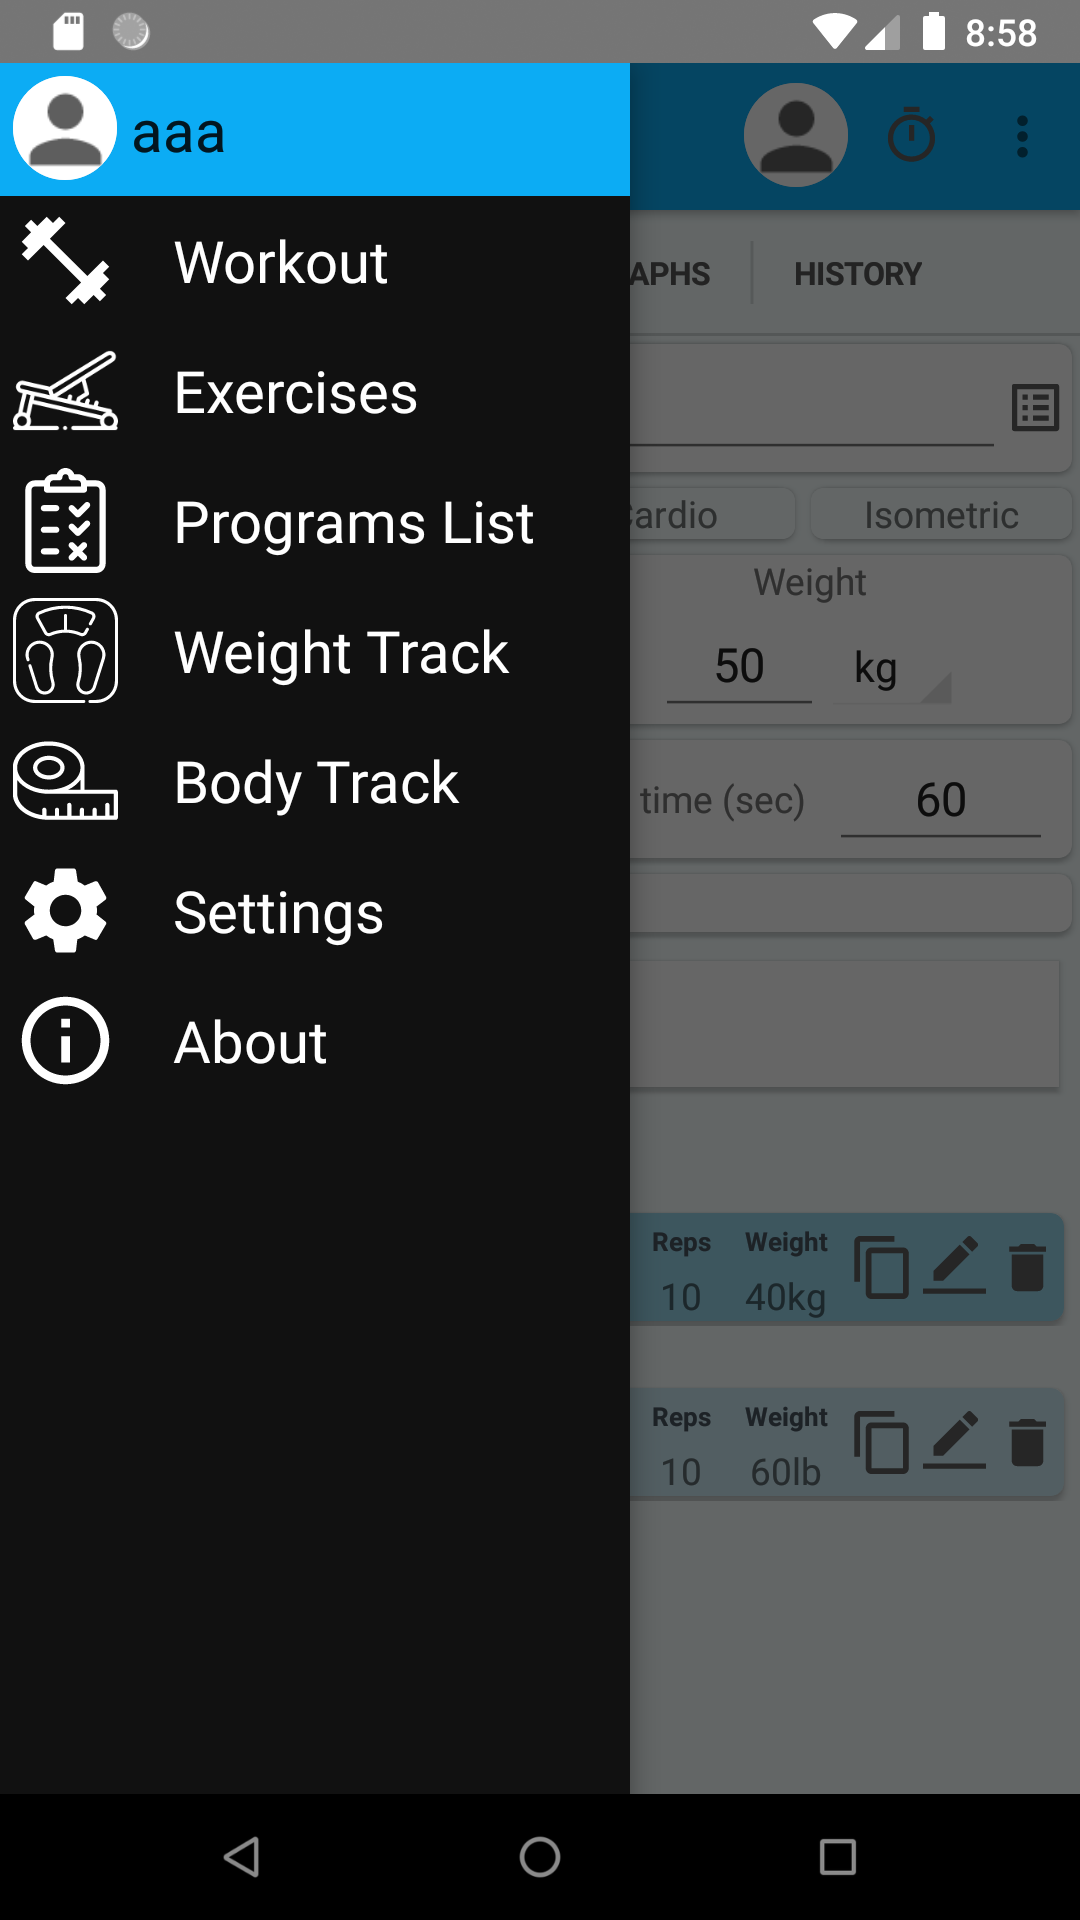 8:58
aaa
Workout
Exercises
Programs List
Weight Track
Body Track
Settings
About
APHS
HISTORY
Cardio
Isometric
Weight
50
kg
time (sec)
60
Reps
Weight
10
40kg
Reps
Weight
10
60lb